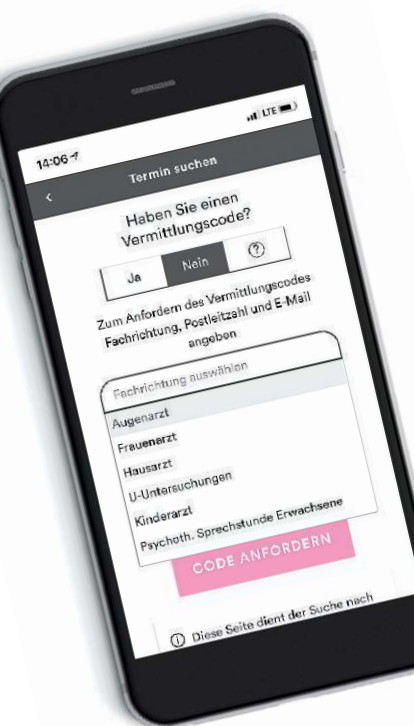 14:06
LTE
Termin suchen
Haben Sie einen
Vermittlungscode?
Ja Nein ?
Zum Anfordern des Vermittlungscodes
Fachrichtung, Postleitzahl und E-Mail
angeben
Fachrichtung auswählen
Augenarzt
Frauenarzt
Hausarzt
U-Untersuchungen
Kinderarzt
Psychoth. Sprechstunde Erwachsene
CODE ANFORDERN
Diese Seite dient der Suche nach